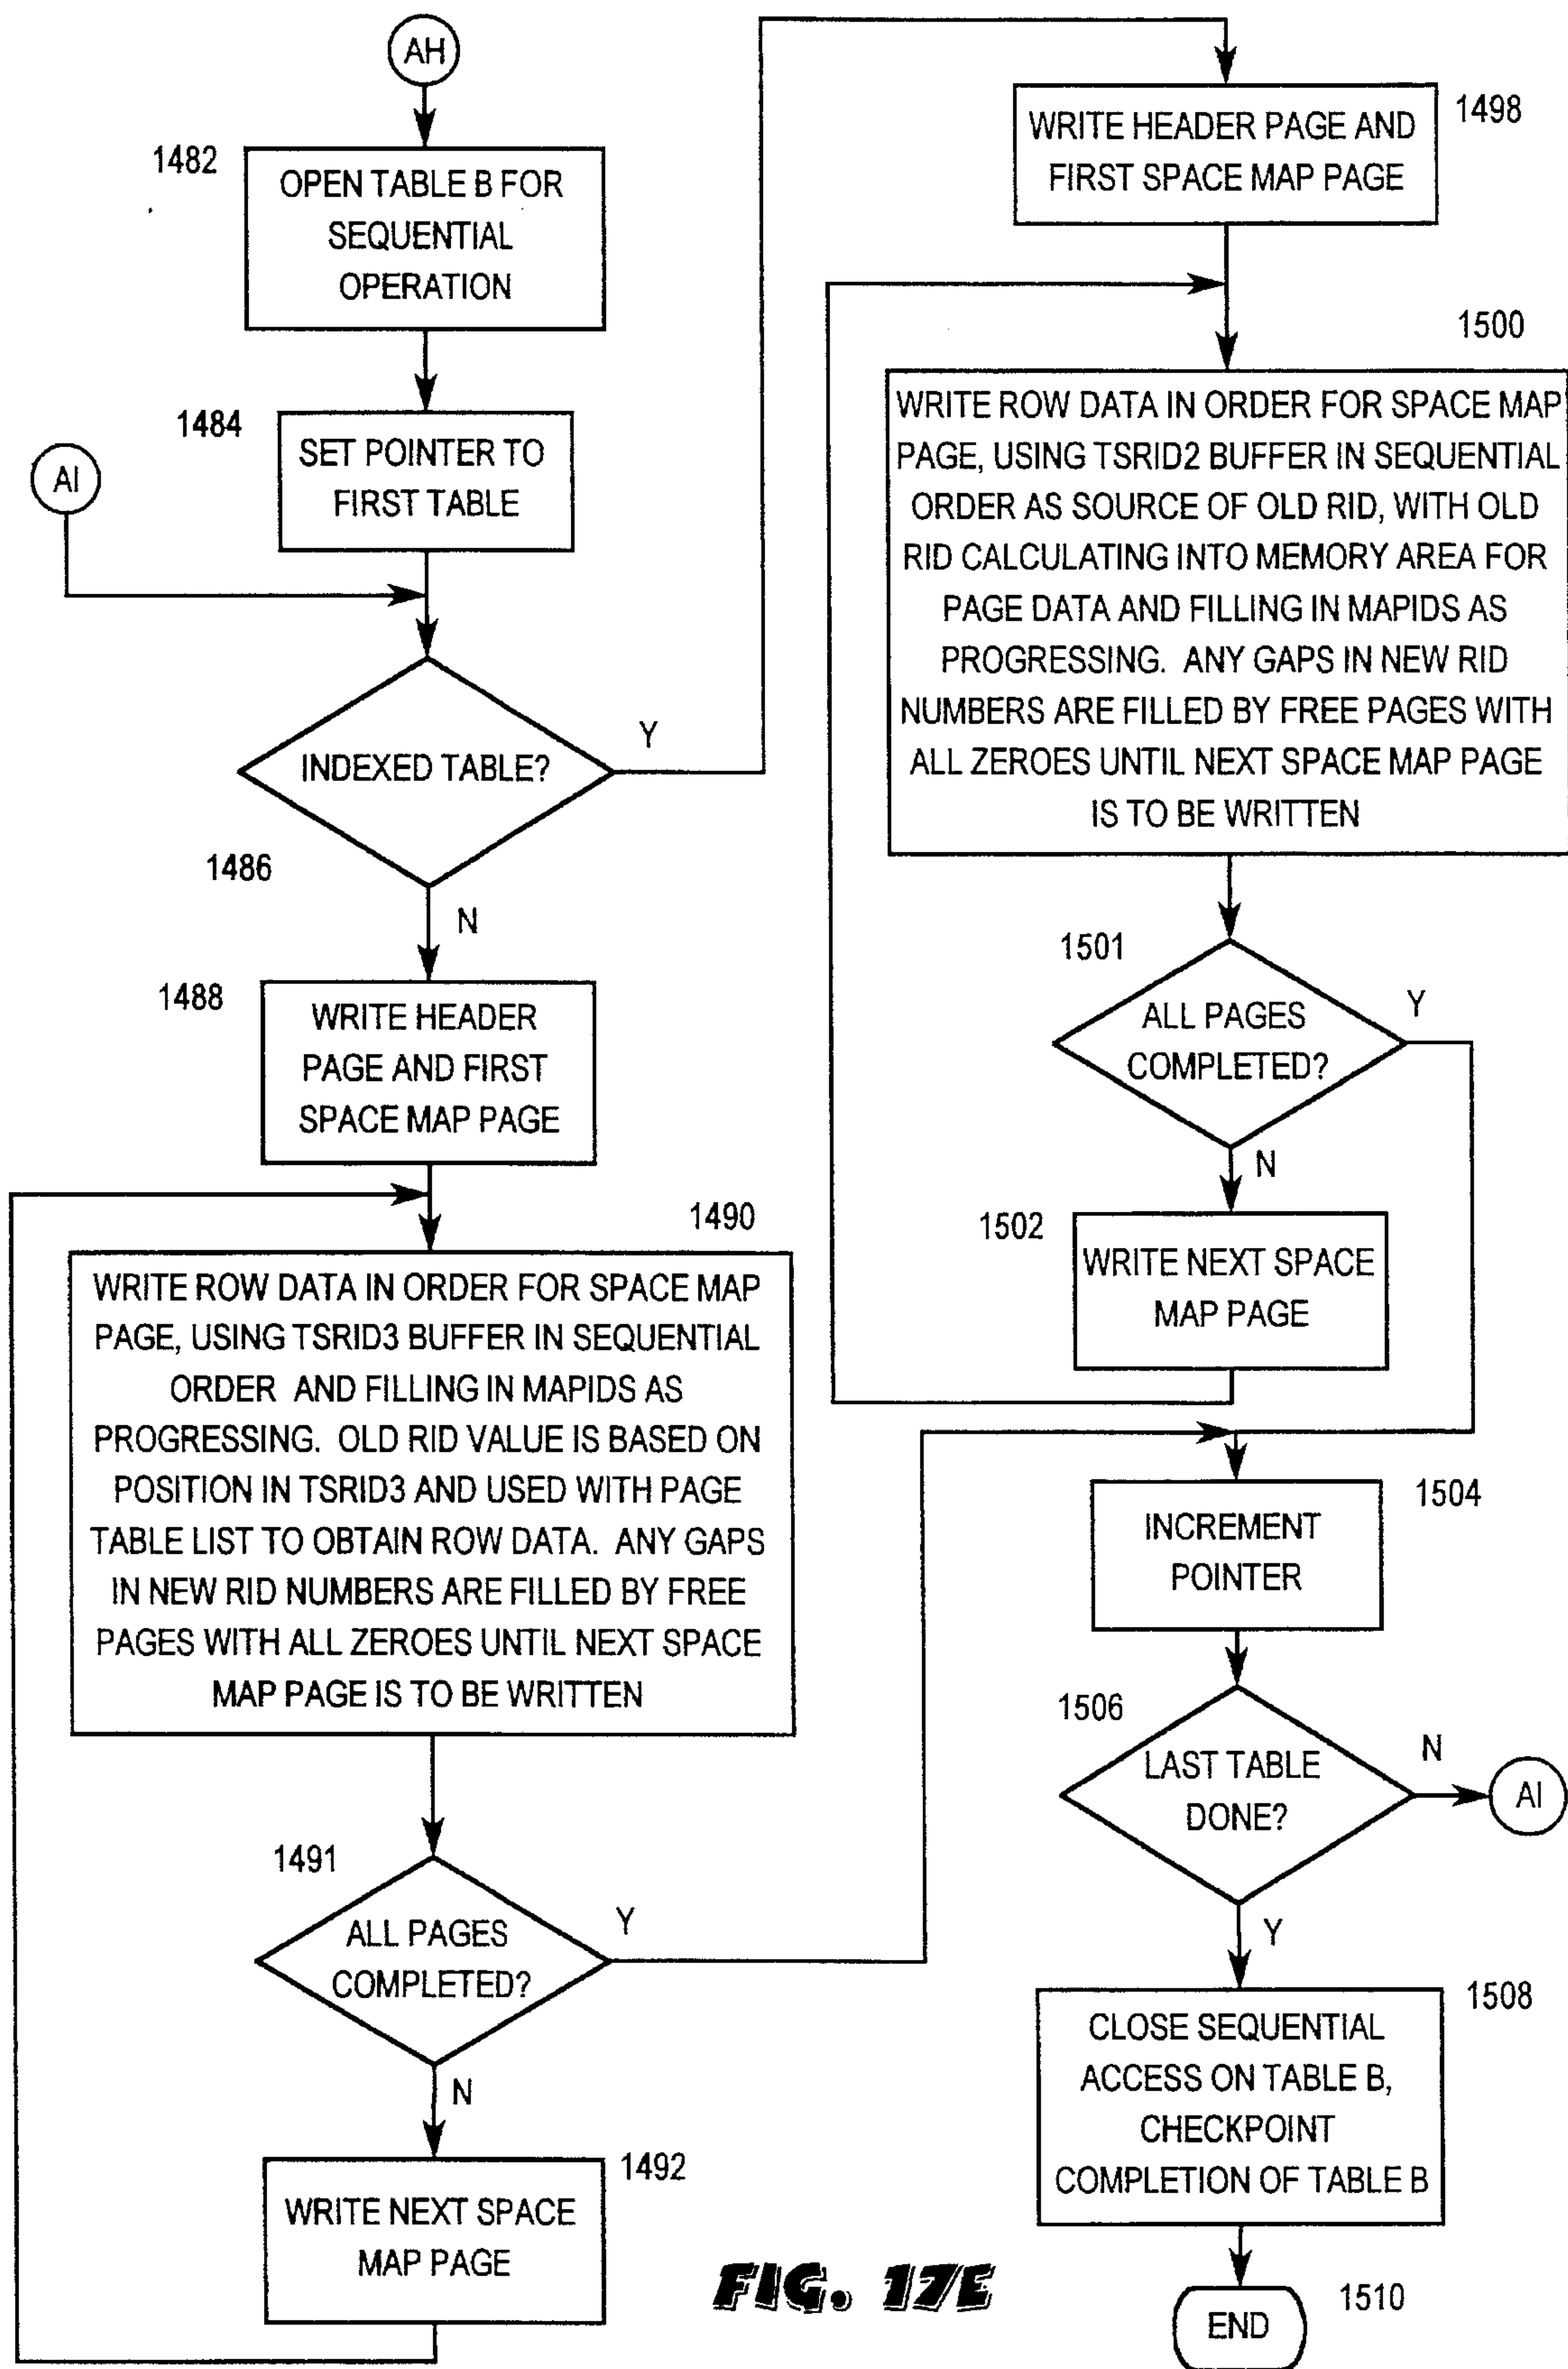 AH
1482
OPEN TABLE B FOR
SEQUENTIAL
OPERATION
1484
SET POINTER TO
FIRST TABLE
AI
INDEXED TABLE?
Y
1486
N
1488
WRITE HEADER
PAGE AND FIRST
SPACE MAP PAGE
1490
WRITE ROW DATA IN ORDER FOR SPACE MAP
PAGE, USING TSRID3 BUFFER IN SEQUENTIAL
ORDER AND FILLING IN MAPIDS AS
PROGRESSING. OLD RID VALUE IS BASED ON
POSITION IN TSRID3 AND USED WITH PAGE
TABLE LIST TO OBTAIN ROW DATA. ANY GAPS
IN NEW RID NUMBERS ARE FILLED BY FREE
PAGES WITH ALL ZEROES UNTIL NEXT SPACE
MAP PAGE IS TO BE WRITTEN
1491
ALL PAGES
COMPLETED?
Y
N
1492
WRITE NEXT SPACE
MAP PAGE
1498
WRITE HEADER PAGE AND
FIRST SPACE MAP PAGE
1500
WRITE ROW DATA IN ORDER FOR SPACE MAP
PAGE, USING TSRID2 BUFFER IN SEQUENTIAL
ORDER AS SOURCE OF OLD RID, WITH OLD
RID CALCULATING INTO MEMORY AREA FOR
PAGE DATA AND FILLING IN MAPIDS AS
PROGRESSING. ANY GAPS IN NEW RID
NUMBERS ARE FILLED BY FREE PAGES WITH
ALL ZEROES UNTIL NEXT SPACE MAP PAGE
IS TO BE WRITTEN
1501
ALL PAGES
COMPLETED?
Y
N
1502
WRITE NEXT SPACE
MAP PAGE
1504
INCREMENT
POINTER
1506
LAST TABLE
DONE?
N
AI
Y
1508
CLOSE SEQUENTIAL
ACCESS ON TABLE B,
CHECKPOINT
COMPLETION OF TABLE B
1510
END
FIG. 17E